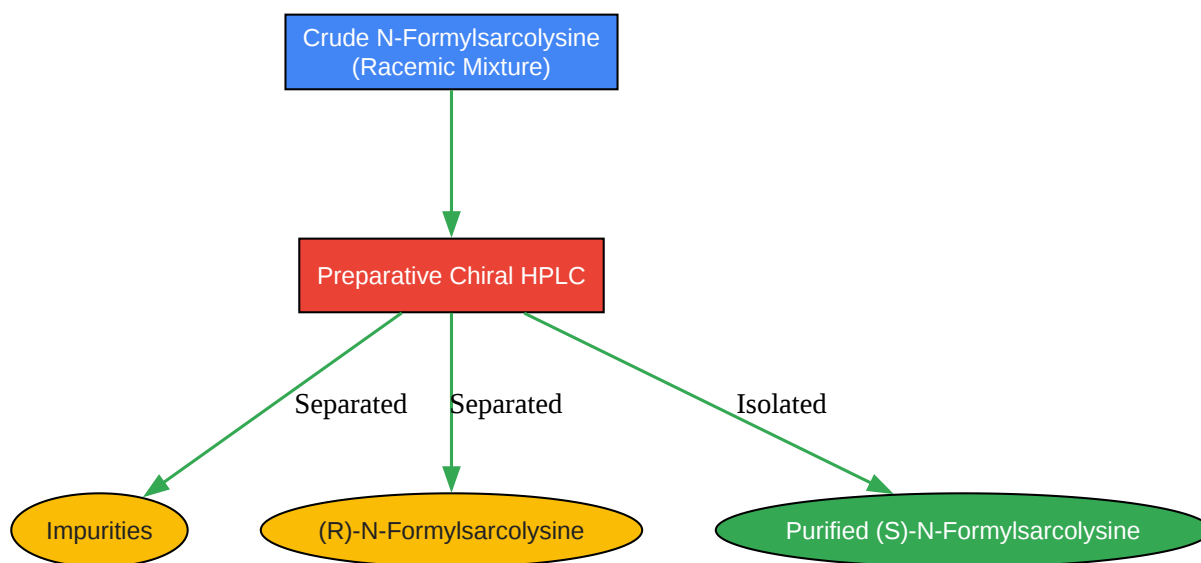 Crude N-Formylsarcolysine
(Racemic Mixture)
Preparative Chiral HPLC
Separated
Separated
Isolated
Impurities
(R)-N-Formylsarcolysine
Purified (S)-N-Formylsarcolysine